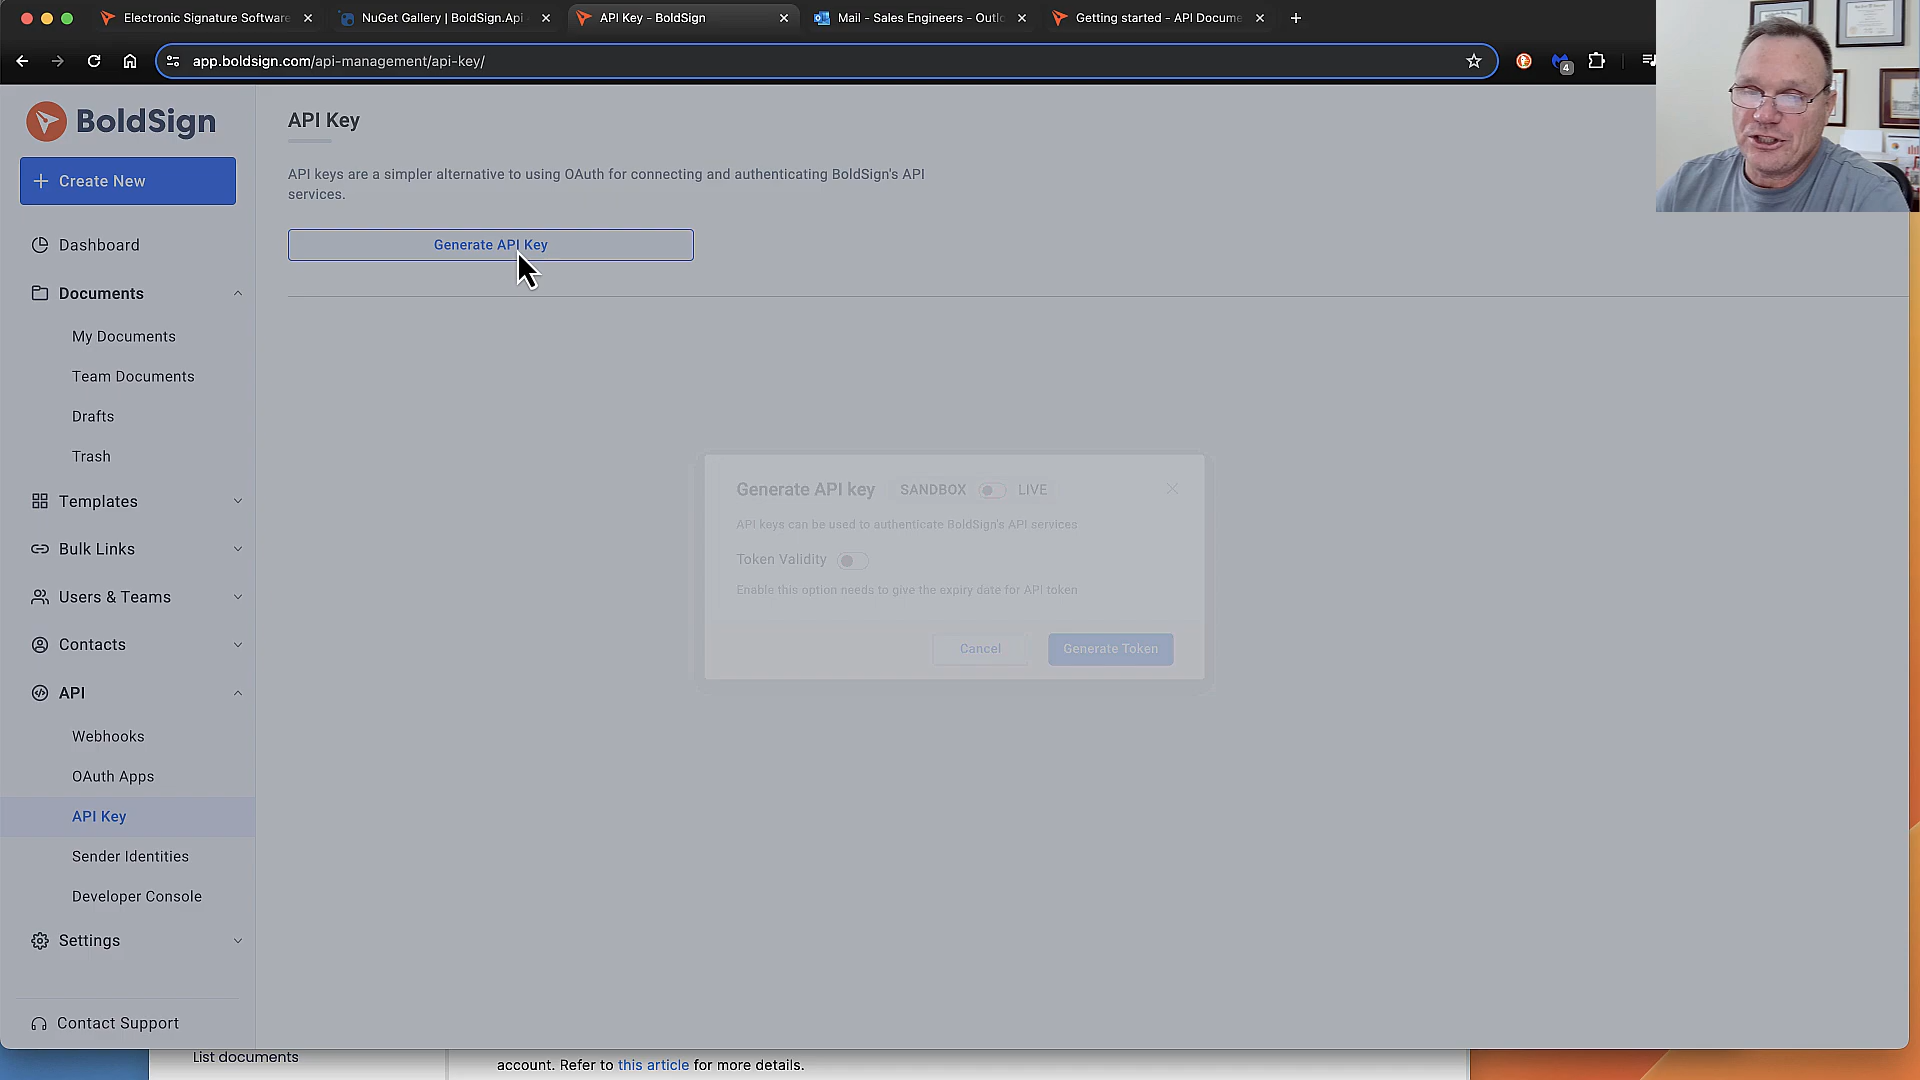 Electronic Signature Software
NuGet Gallery | BoldSign.Api
API Key - BoldSign
Mail - Sales Engineers - Outlo
Getting started - API Docume
app.boldsign.com/api-management/api-key/
4
BoldSign
Create New
Dashboard
Documents
My Documents
Team Documents
Drafts
Trash
Templates
Bulk Links
Users & Teams
Contacts
API
Webhooks
OAuth Apps
API Key
Sender Identities
Developer Console
Settings
Contact Support
API Key
API keys are a simpler alternative to using OAuth for connecting and authenticating BoldSign's API
services.
Generate API Key
Generate API key SANDBOX LIVE
API keys can be used to authenticate BoldSign's API services
Token Validity
Enable this option needs to give the expiry date for API token
Cancel Generate Token
List documents
account. Refer to this article for more details.